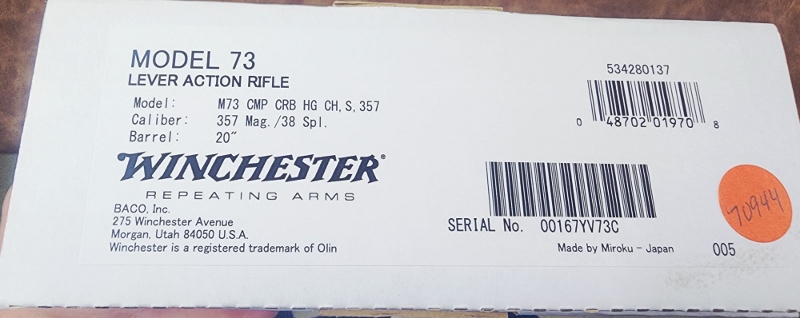 MODEL 73
LEVER ACTION RIFLE
Model: M73 CMP CRB HG CH, S, 357
Caliber: 357 Mag./38 Spl.
Barrel: 20"
WINCHESTER®
REPEATING ARMS
BACO, Inc.
275 Winchester Avenue
Morgan, Utah 84050 U.S.A.
Winchester is a registered trademark of Olin
534280137
0 48702 01970 8
SERIAL No. 00167YV73C
Made by Miroku - Japan
005
70944